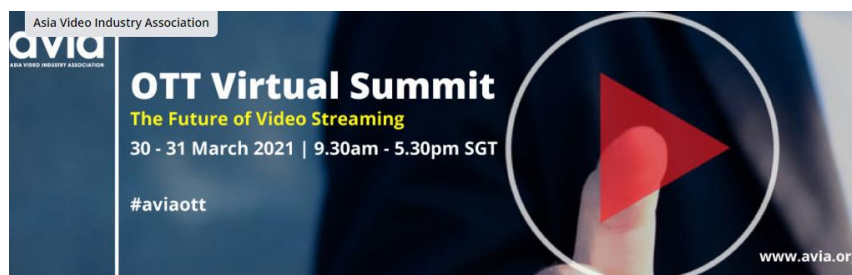 Asia Video Industry Association
avia
ASIA VIDEO INDUSTRY ASSOCIATION
OTT Virtual Summit
The Future of Video Streaming
30 - 31 March 2021 | 9.30am - 5.30pm SGT
#aviaott
www.avia.or